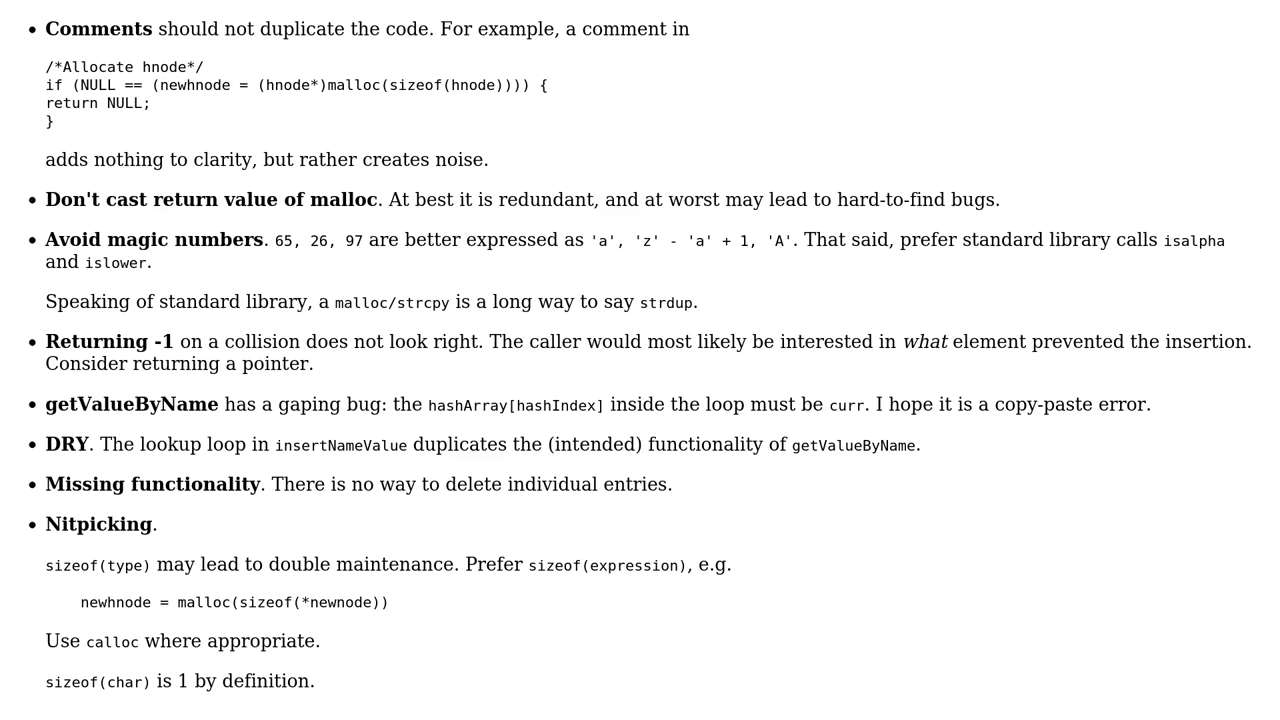 • Comments should not duplicate the code. For example, a comment in
/*Allocate hnode*/
if (NULL == (newhnode = (hnode*)malloc(sizeof(hnode)))) {
return NULL;
}
adds nothing to clarity, but rather creates noise.
• Don't cast return value of malloc. At best it is redundant, and at worst may lead to hard-to-find bugs.
• Avoid magic numbers. 65, 26, 97 are better expressed as 'a', 'z' - 'a' + 1, 'A'. That said, prefer standard library calls isalpha
and islower.
Speaking of standard library, a malloc/strcpy is a long way to say strdup.
• Returning -1 on a collision does not look right. The caller would most likely be interested in what element prevented the insertion.
Consider returning a pointer.
• getValueByName has a gaping bug: the hashArray[hashIndex] inside the loop must be curr. I hope it is a copy-paste error.
• DRY. The lookup loop in insertNameValue duplicates the (intended) functionality of getValueByName.
• Missing functionality. There is no way to delete individual entries.
• Nitpicking.
sizeof(type) may lead to double maintenance. Prefer sizeof(expression), e.g.
newhnode = malloc(sizeof(*newnode))
Use calloc where appropriate.
sizeof(char) is 1 by definition.